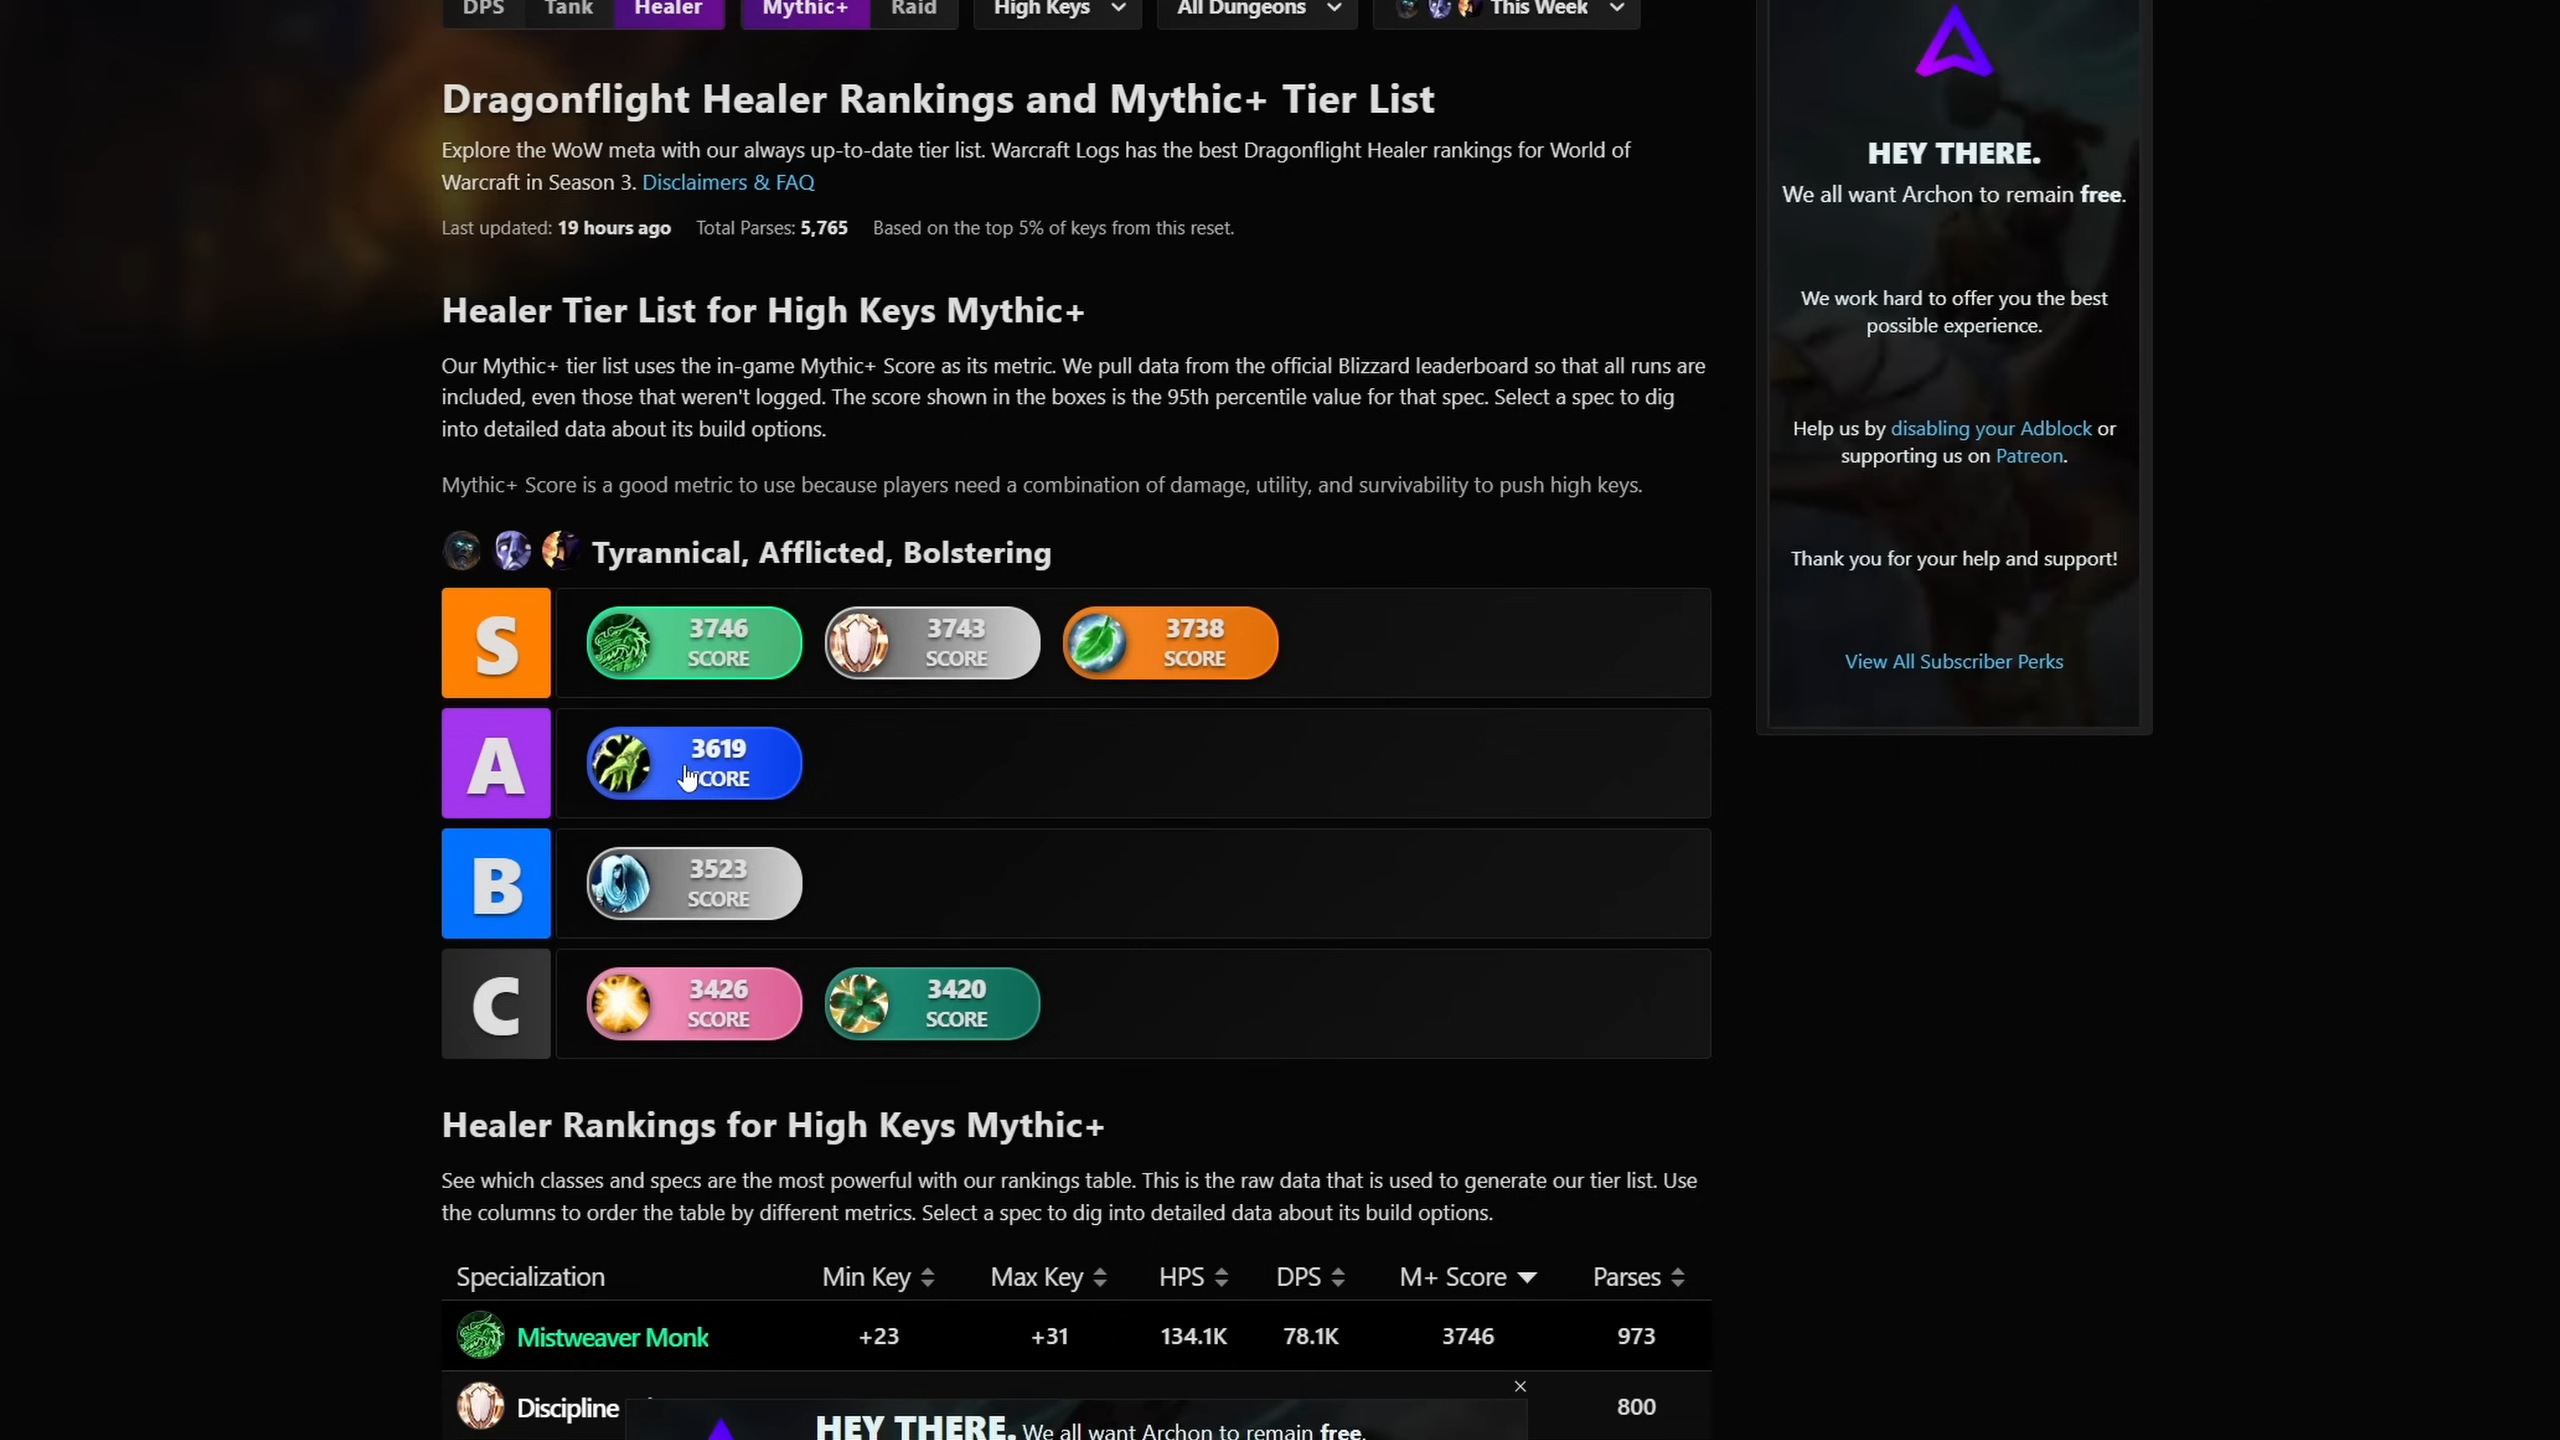 DPS Tank Healer Mythic+ Raid High Keys All Dungeons This Week
Dragonflight Healer Rankings and Mythic+ Tier List
Explore the WoW meta with our always up-to-date tier list. Warcraft Logs has the best Dragonflight Healer rankings for World of
Warcraft in Season 3. Disclaimers & FAQ
Last updated: 19 hours ago Total Parses: 5,765 Based on the top 5% of keys from this reset.
Healer Tier List for High Keys Mythic+
Our Mythic+ tier list uses the in-game Mythic+ Score as its metric. We pull data from the official Blizzard leaderboard so that all runs are
included, even those that weren't logged. The score shown in the boxes is the 95th percentile value for that spec. Select a spec to dig
into detailed data about its build options.
Mythic+ Score is a good metric to use because players need a combination of damage, utility, and survivability to push high keys.
Tyrannical, Afflicted, Bolstering
S
3746
SCORE
3743
SCORE
3738
SCORE
A
3619
SCORE
B
3523
SCORE
C
3426
SCORE
3420
SCORE
Healer Rankings for High Keys Mythic+
See which classes and specs are the most powerful with our rankings table. This is the raw data that is used to generate our tier list. Use
the columns to order the table by different metrics. Select a spec to dig into detailed data about its build options.
Specialization Min Key Max Key HPS DPS M+ Score Parses
Mistweaver Monk +23 +31 134.1K 78.1K 3746 973
Discipline 800
HEY THERE. We all want Archon to remain free.
HEY THERE.
We all want Archon to remain free.
We work hard to offer you the best
possible experience.
Help us by disabling your Adblock or
supporting us on Patreon.
Thank you for your help and support!
View All Subscriber Perks